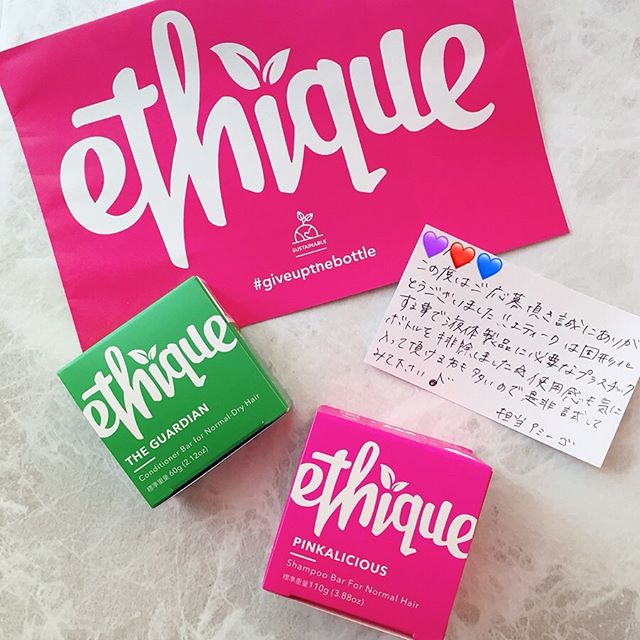 ethique
SUSTAINABLE
#giveupthebottle
この度はご応募頂き誠にありが
とうございました!!エティークは固形化
する事で液体製品に必要なプラスチック
ボトルを排除しました♻使用感も気に
入って頂ける方も多いので是非試して
みて下さい♪
担当
ethique
THE GUARDIAN
Conditioner Bar for Normal-Dry Hair
標準重量 60g (2.12oz)
ethique
PINKALICIOUS
Shampoo Bar For Normal Hair
標準重量 110g (3.88oz)